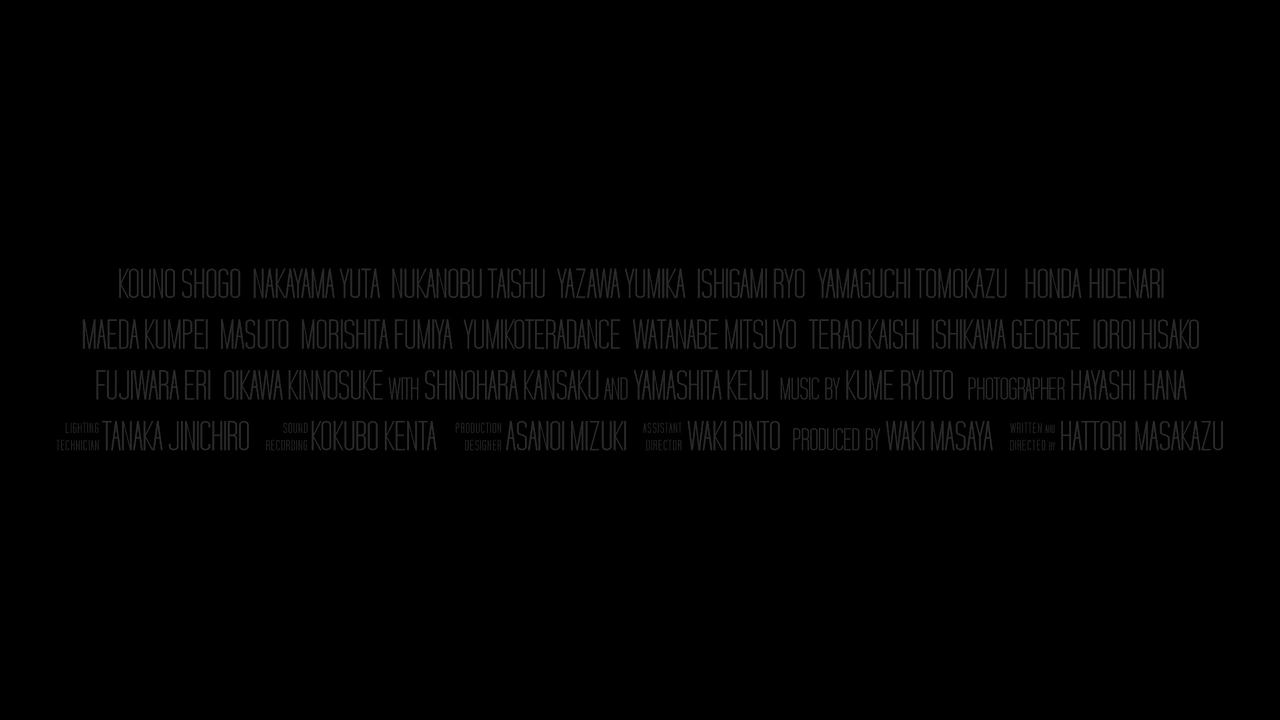 KOUNO SHOGO NAKAYAMA YUTA NUKANOBU TAISHU YAZAWA YUMIKA ISHIGAMI RYO YAMAGUCHI TOMOKAZU HONDA HIDENARI
MAEDA KUMPEI MASUTO MORISHITA FUMIYA YUMIKOTERADANCE WATANABE MITSUYO TERAO KAISHI ISHIKAWA GEORGE IOROI HISAKO
FUJIWARA ERI OIKAWA KINNOSUKE WITH SHINOHARA KANSAKU AND YAMASHITA KEIJI MUSIC BY KUME RYUTO PHOTOGRAPHER HAYASHI HANA
LIGHTING TECHNICIAN TANAKA JINICHIRO SOUND RECORDING KOKUBO KENTA PRODUCTION DESIGNER ASANOI MIZUKI ASSISTANT DIRECTOR WAKI RINTO PRODUCED BY WAKI MASAYA WRITTEN AND DIRECTED BY HATTORI MASAKAZU